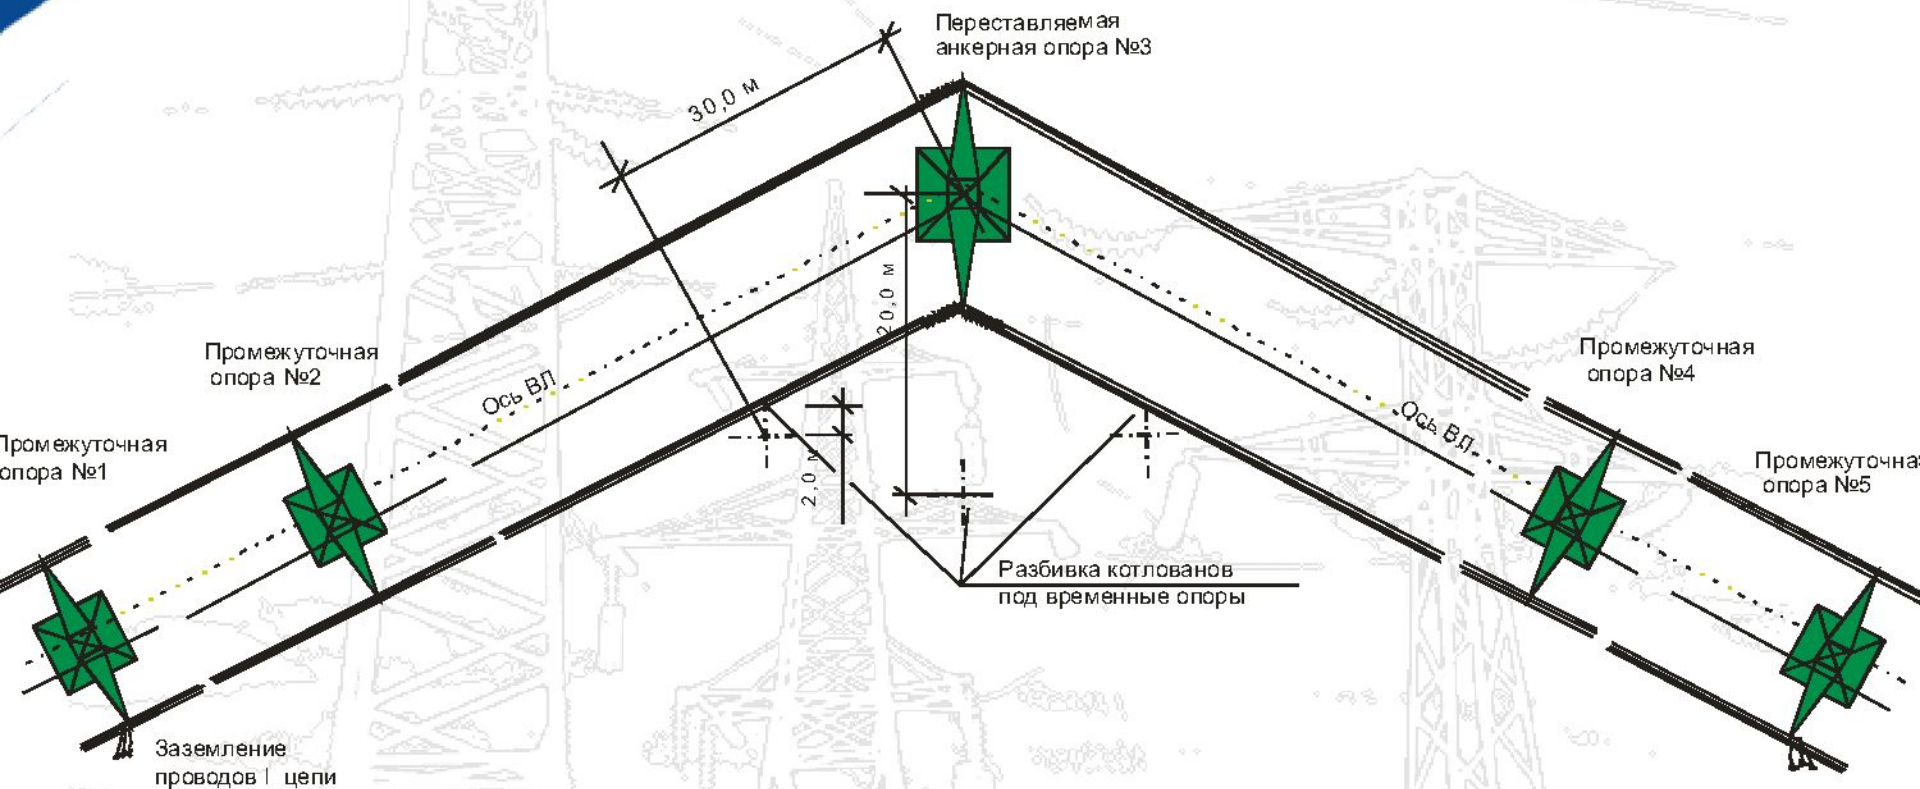 Переставляемая
анкерная опора №3
30,0 м
20,0 м
Промежуточная
опора №2
Ось ВЛ
Промежуточная
опора №4
Ось ВЛ
Промежуточная
опора №1
2,0 м
Промежуточна
опора №5
Разбивка котлованов
под временные опоры
Заземление
проводов I цепи